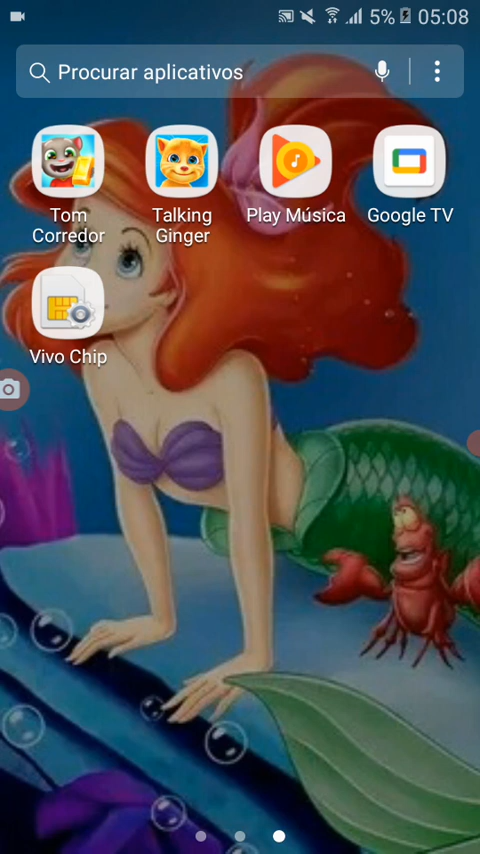 5% 05:08
Procurar aplicativos
Tom
Corredor
Talking
Ginger
Play Música
Google TV
Vivo Chip